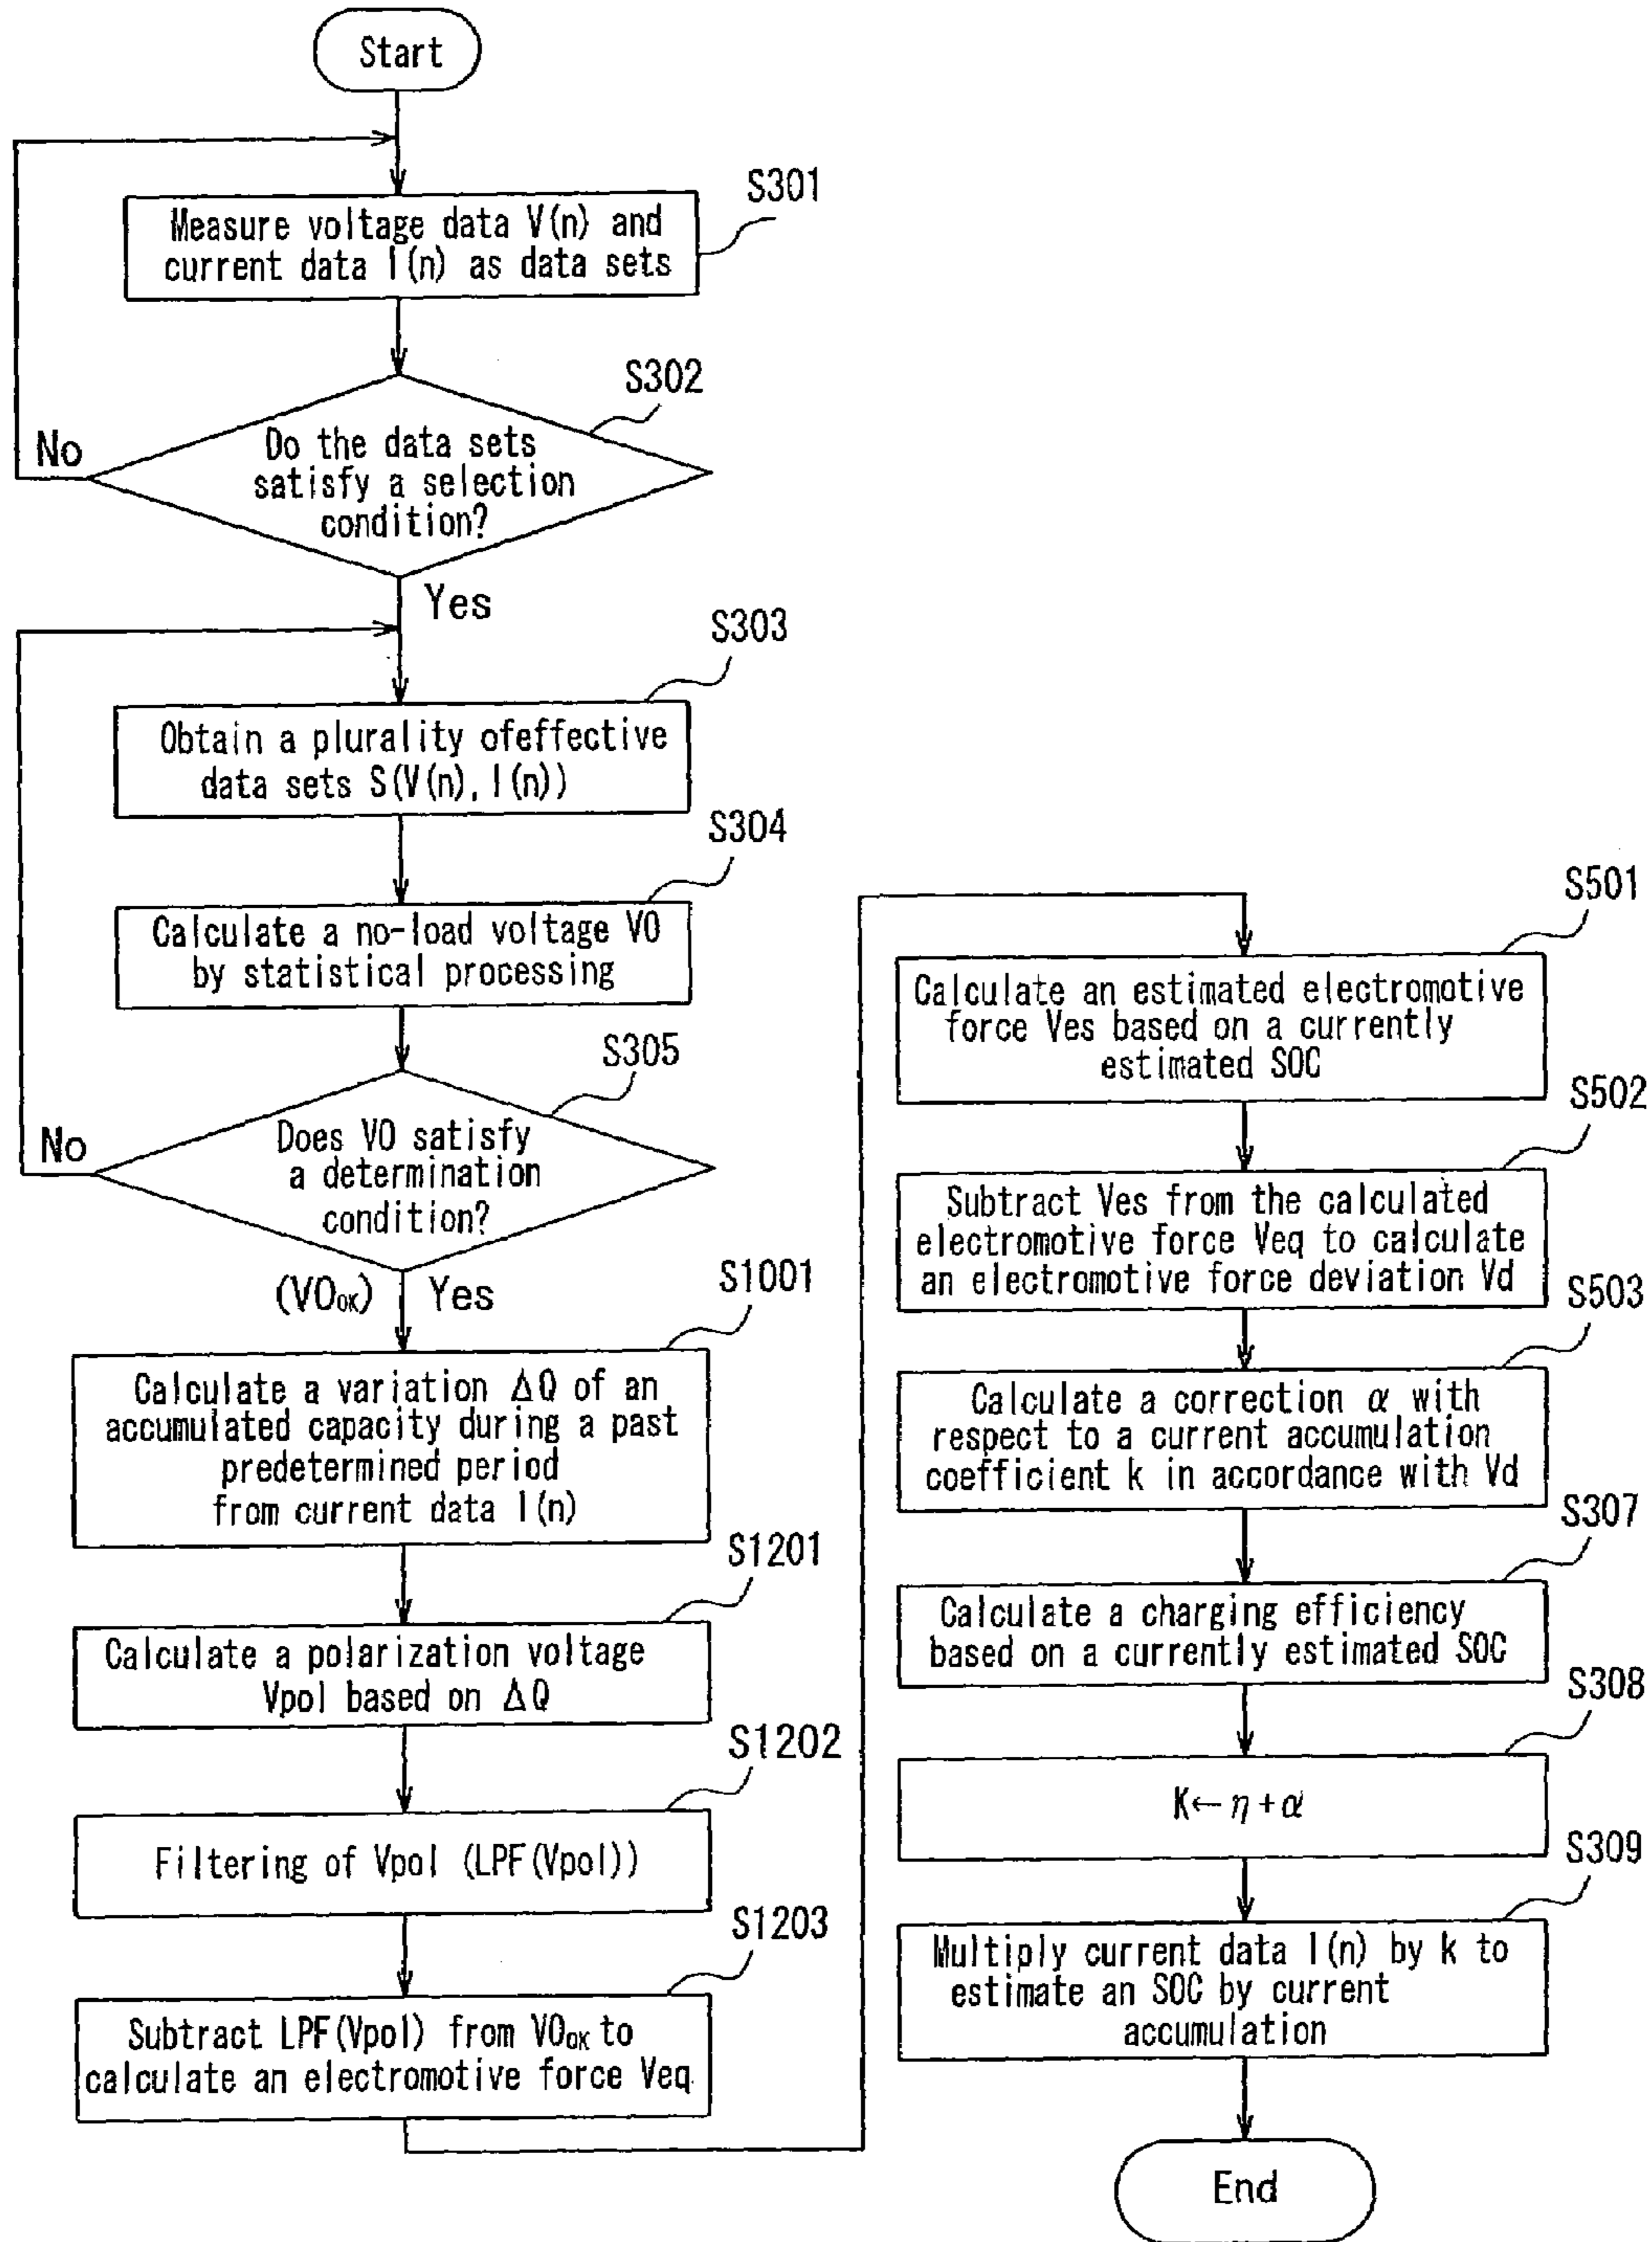 Start
S301
Measure voltage data V(n) and
current data I(n) as data sets
S302
No
Do the data sets
satisfy a selection
condition?
Yes
S303
Obtain a plurality ofeffective
data sets S(V(n), I(n))
S304
Calculate a no-load voltage V0
by statistical processing
S305
No
Does V0 satisfy
a determination
condition?
(V0OK) Yes
S1001
Calculate a variation ΔQ of an
accumulated capacity during a past
predetermined period
from current data I(n)
S1201
Calculate a polarization voltage
Vpol based on ΔQ
S1202
Filtering of Vpol (LPF(Vpol))
S1203
Subtract LPF(Vpol) from V0OK to
calculate an electromotive force Veq
S501
Calculate an estimated electromotive
force Ves based on a currently
estimated SOC
S502
Subtract Ves from the calculated
electromotive force Veq to calculate
an electromotive force deviation Vd
S503
Calculate a correction α with
respect to a current accumulation
coefficient k in accordance with Vd
S307
Calculate a charging efficiency
based on a currently estimated SOC
S308
K←η+α
S309
Multiply current data I(n) by k to
estimate an SOC by current
accumulation
End